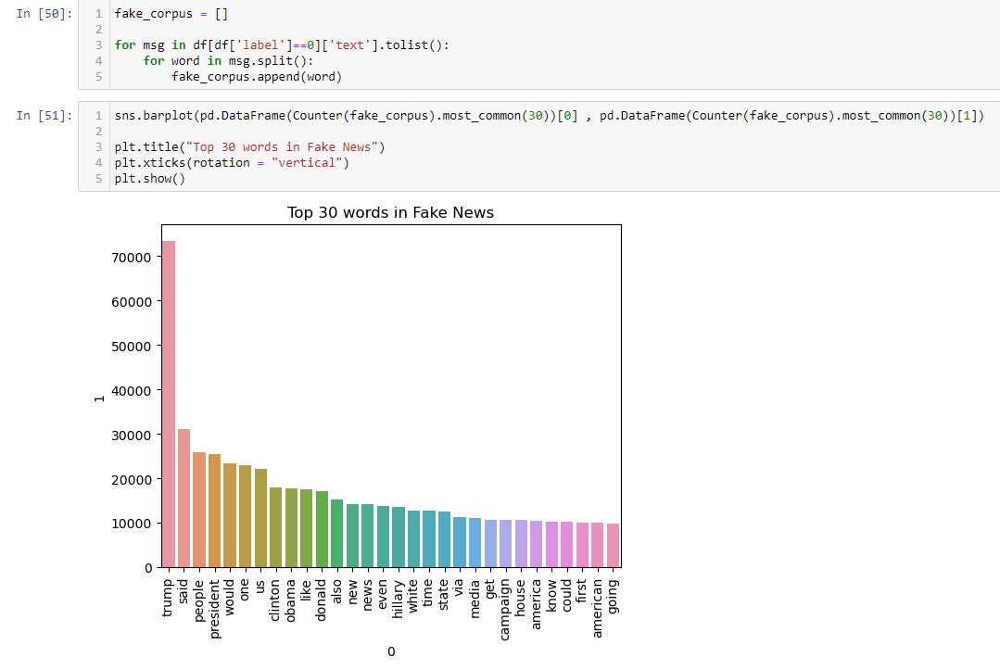 In [50]:
1 fake_corpus = []
2
3 for msg in df[df['label']==0]['text'].tolist():
4     for word in msg.split():
5         fake_corpus.append(word)
In [51]:
1 sns.barplot(pd.DataFrame(Counter(fake_corpus).most_common(30))[0] , pd.DataFrame(Counter(fake_corpus).most_common(30))[1])
2
3 plt.title("Top 30 words in Fake News")
4 plt.xticks(rotation = "vertical")
5 plt.show()
Top 30 words in Fake News
1
70000
60000
50000
40000
30000
20000
10000
0
trump
said
people
president
would
one
us
clinton
obama
like
donald
also
new
news
even
hillary
white
time
state
via
media
get
campaign
house
america
know
could
first
american
going
0